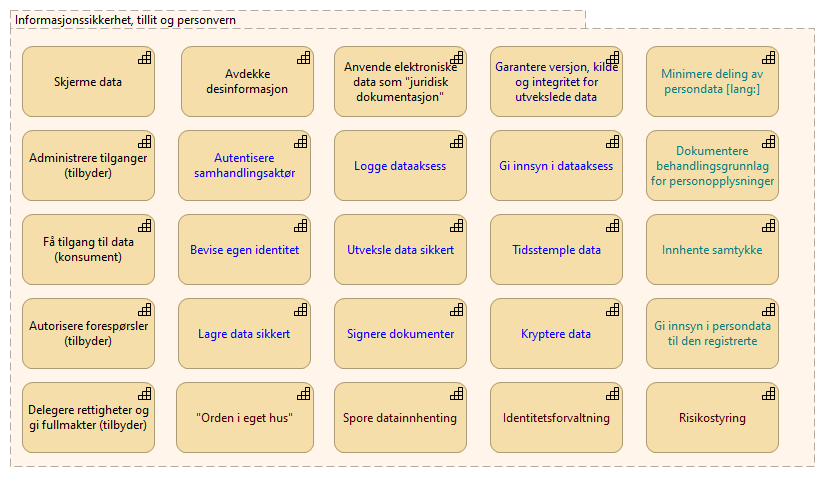 Informasjonssikkerhet, tillit og personvern
Skjerme data
Avdekke
desinformasjon
Anvende elektroniske
data som "juridisk
dokumentasjon"
Garantere versjon, kilde
og integritet for
utvekslede data
Minimere deling av
persondata [lang:]
Administrere tilganger
(tilbyder)
Autentisere
samhandlingsaktør
Logge dataaksess
Gi innsyn i dataaksess
Dokumentere
behandlingsgrunnlag
for personopplysninger
Få tilgang til data
(konsument)
Bevise egen identitet
Utveksle data sikkert
Tidsstemple data
Innhente samtykke
Autorisere forespørsler
(tilbyder)
Lagre data sikkert
Signere dokumenter
Kryptere data
Gi innsyn i persondata
til den registrerte
Delegere rettigheter og
gi fullmakter (tilbyder)
"Orden i eget hus"
Spore datainnhenting
Identitetsforvaltning
Risikostyring